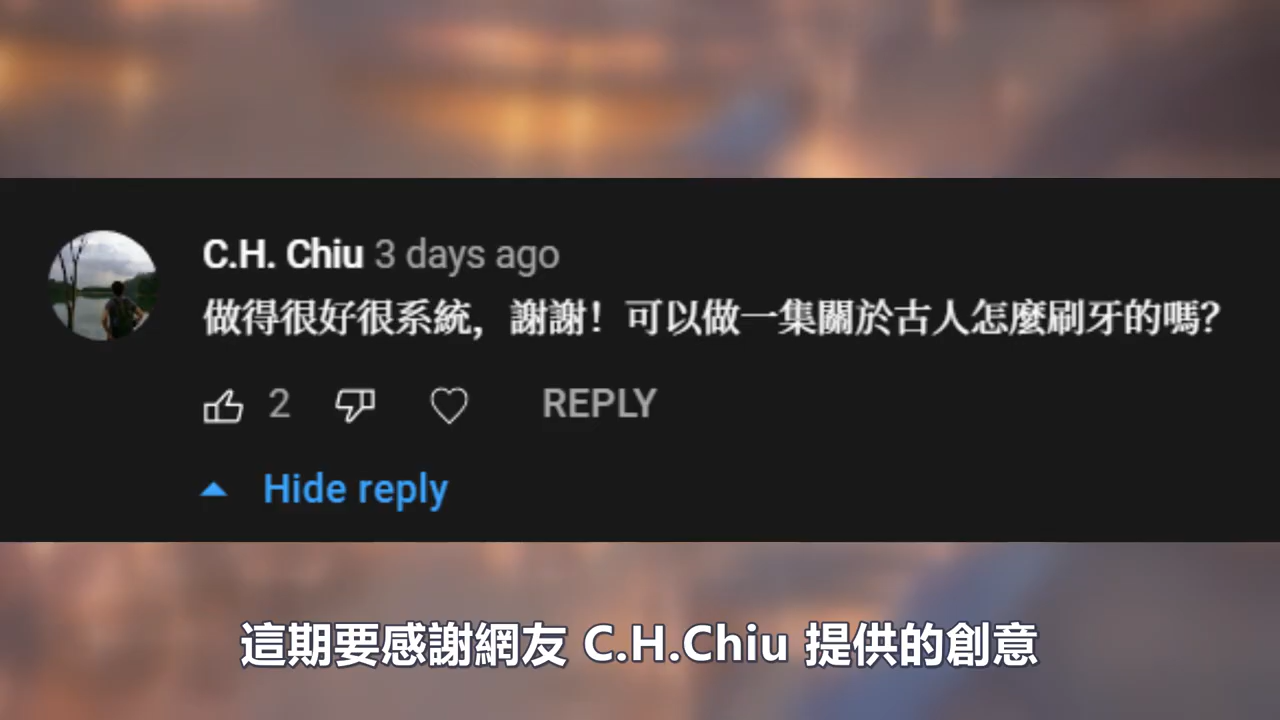 C.H. Chiu 3 days ago
做得很好很系統，謝謝！可以做一集關於古人怎麼刷牙的嗎？
2 REPLY
Hide reply
這期要感謝網友 C.H.Chiu 提供的創意